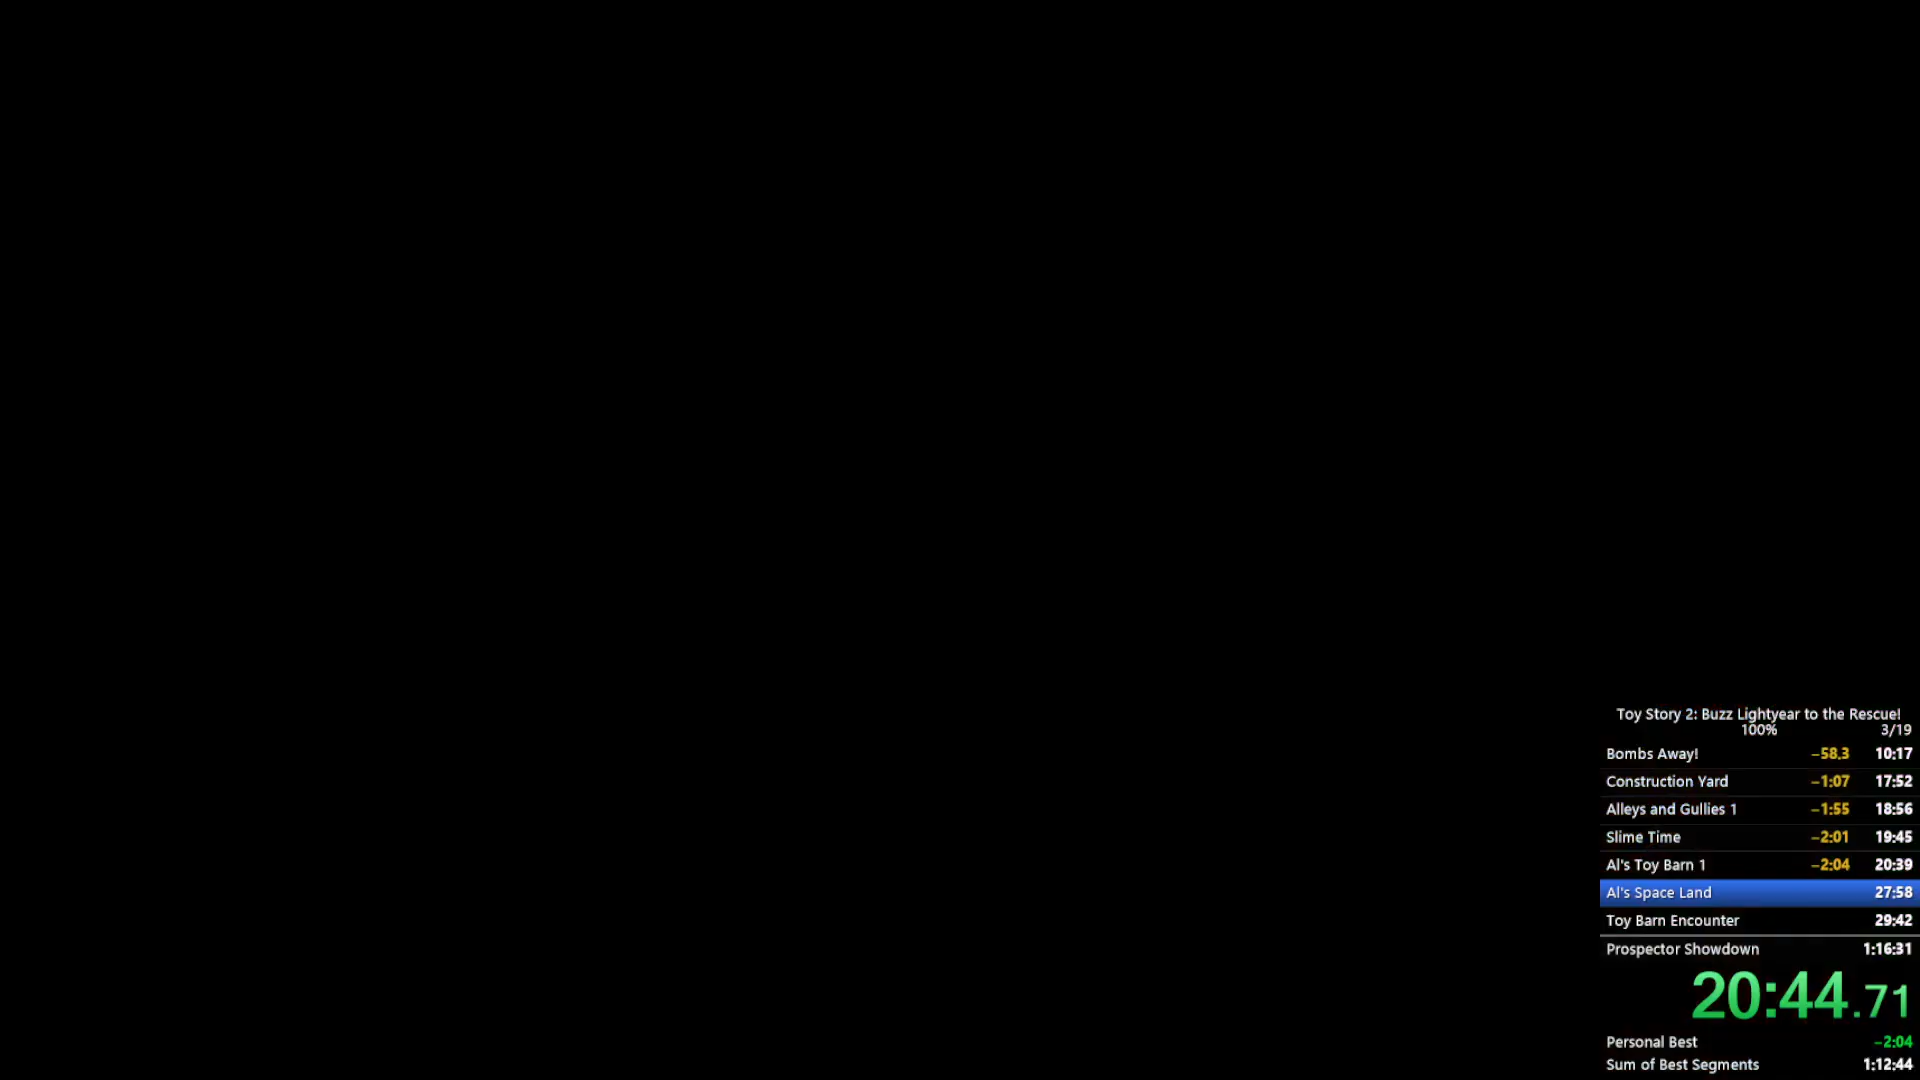 Toy Story 2: Buzz Lightyear to the Rescue!
100% 3/19
Bombs Away! −58.3 10:17
Construction Yard −1:07 17:52
Alleys and Gullies 1 −1:55 18:56
Slime Time −2:01 19:45
Al's Toy Barn 1 −2:04 20:39
Al's Space Land 27:58
Toy Barn Encounter 29:42
Prospector Showdown 1:16:31
20:44.71
Personal Best −2:04
Sum of Best Segments 1:12:44